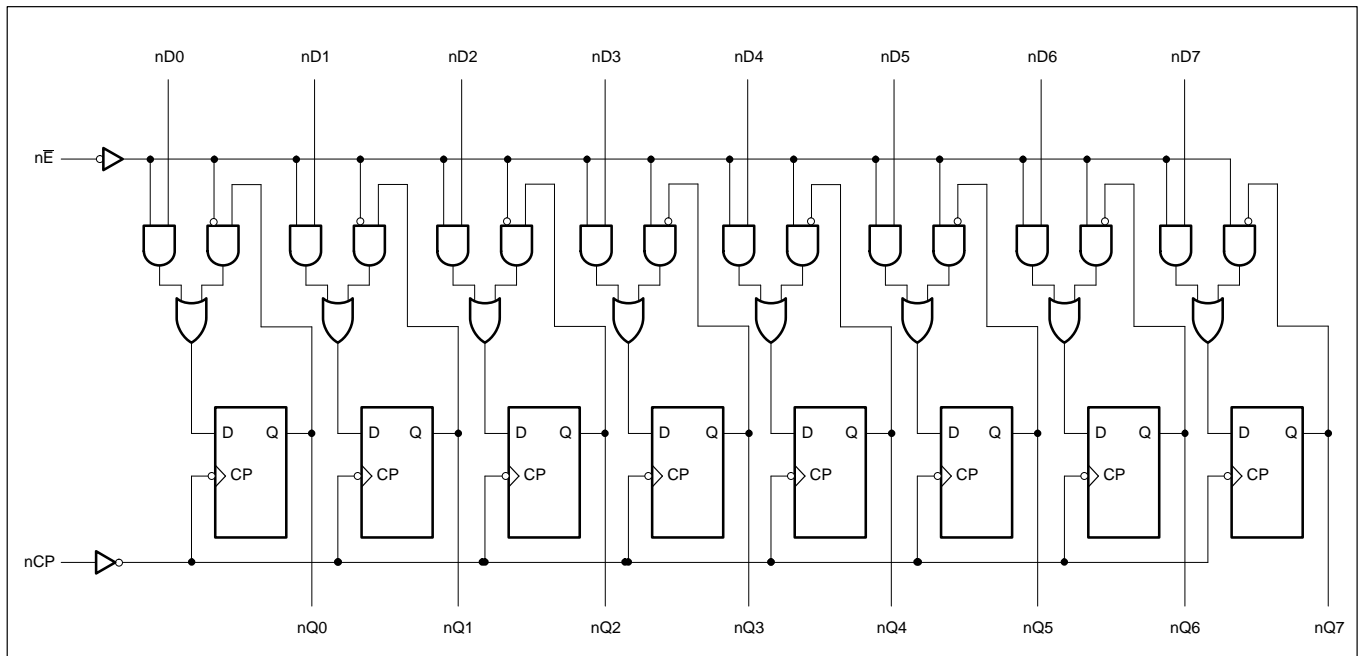 nD0 nD1 nD2 nD3 nD4 nD5 nD6 nD7
nE̅
D Q D Q D Q D Q D Q D Q D Q D Q
CP CP CP CP CP CP CP CP
nCP
nQ0 nQ1 nQ2 nQ3 nQ4 nQ5 nQ6 nQ7